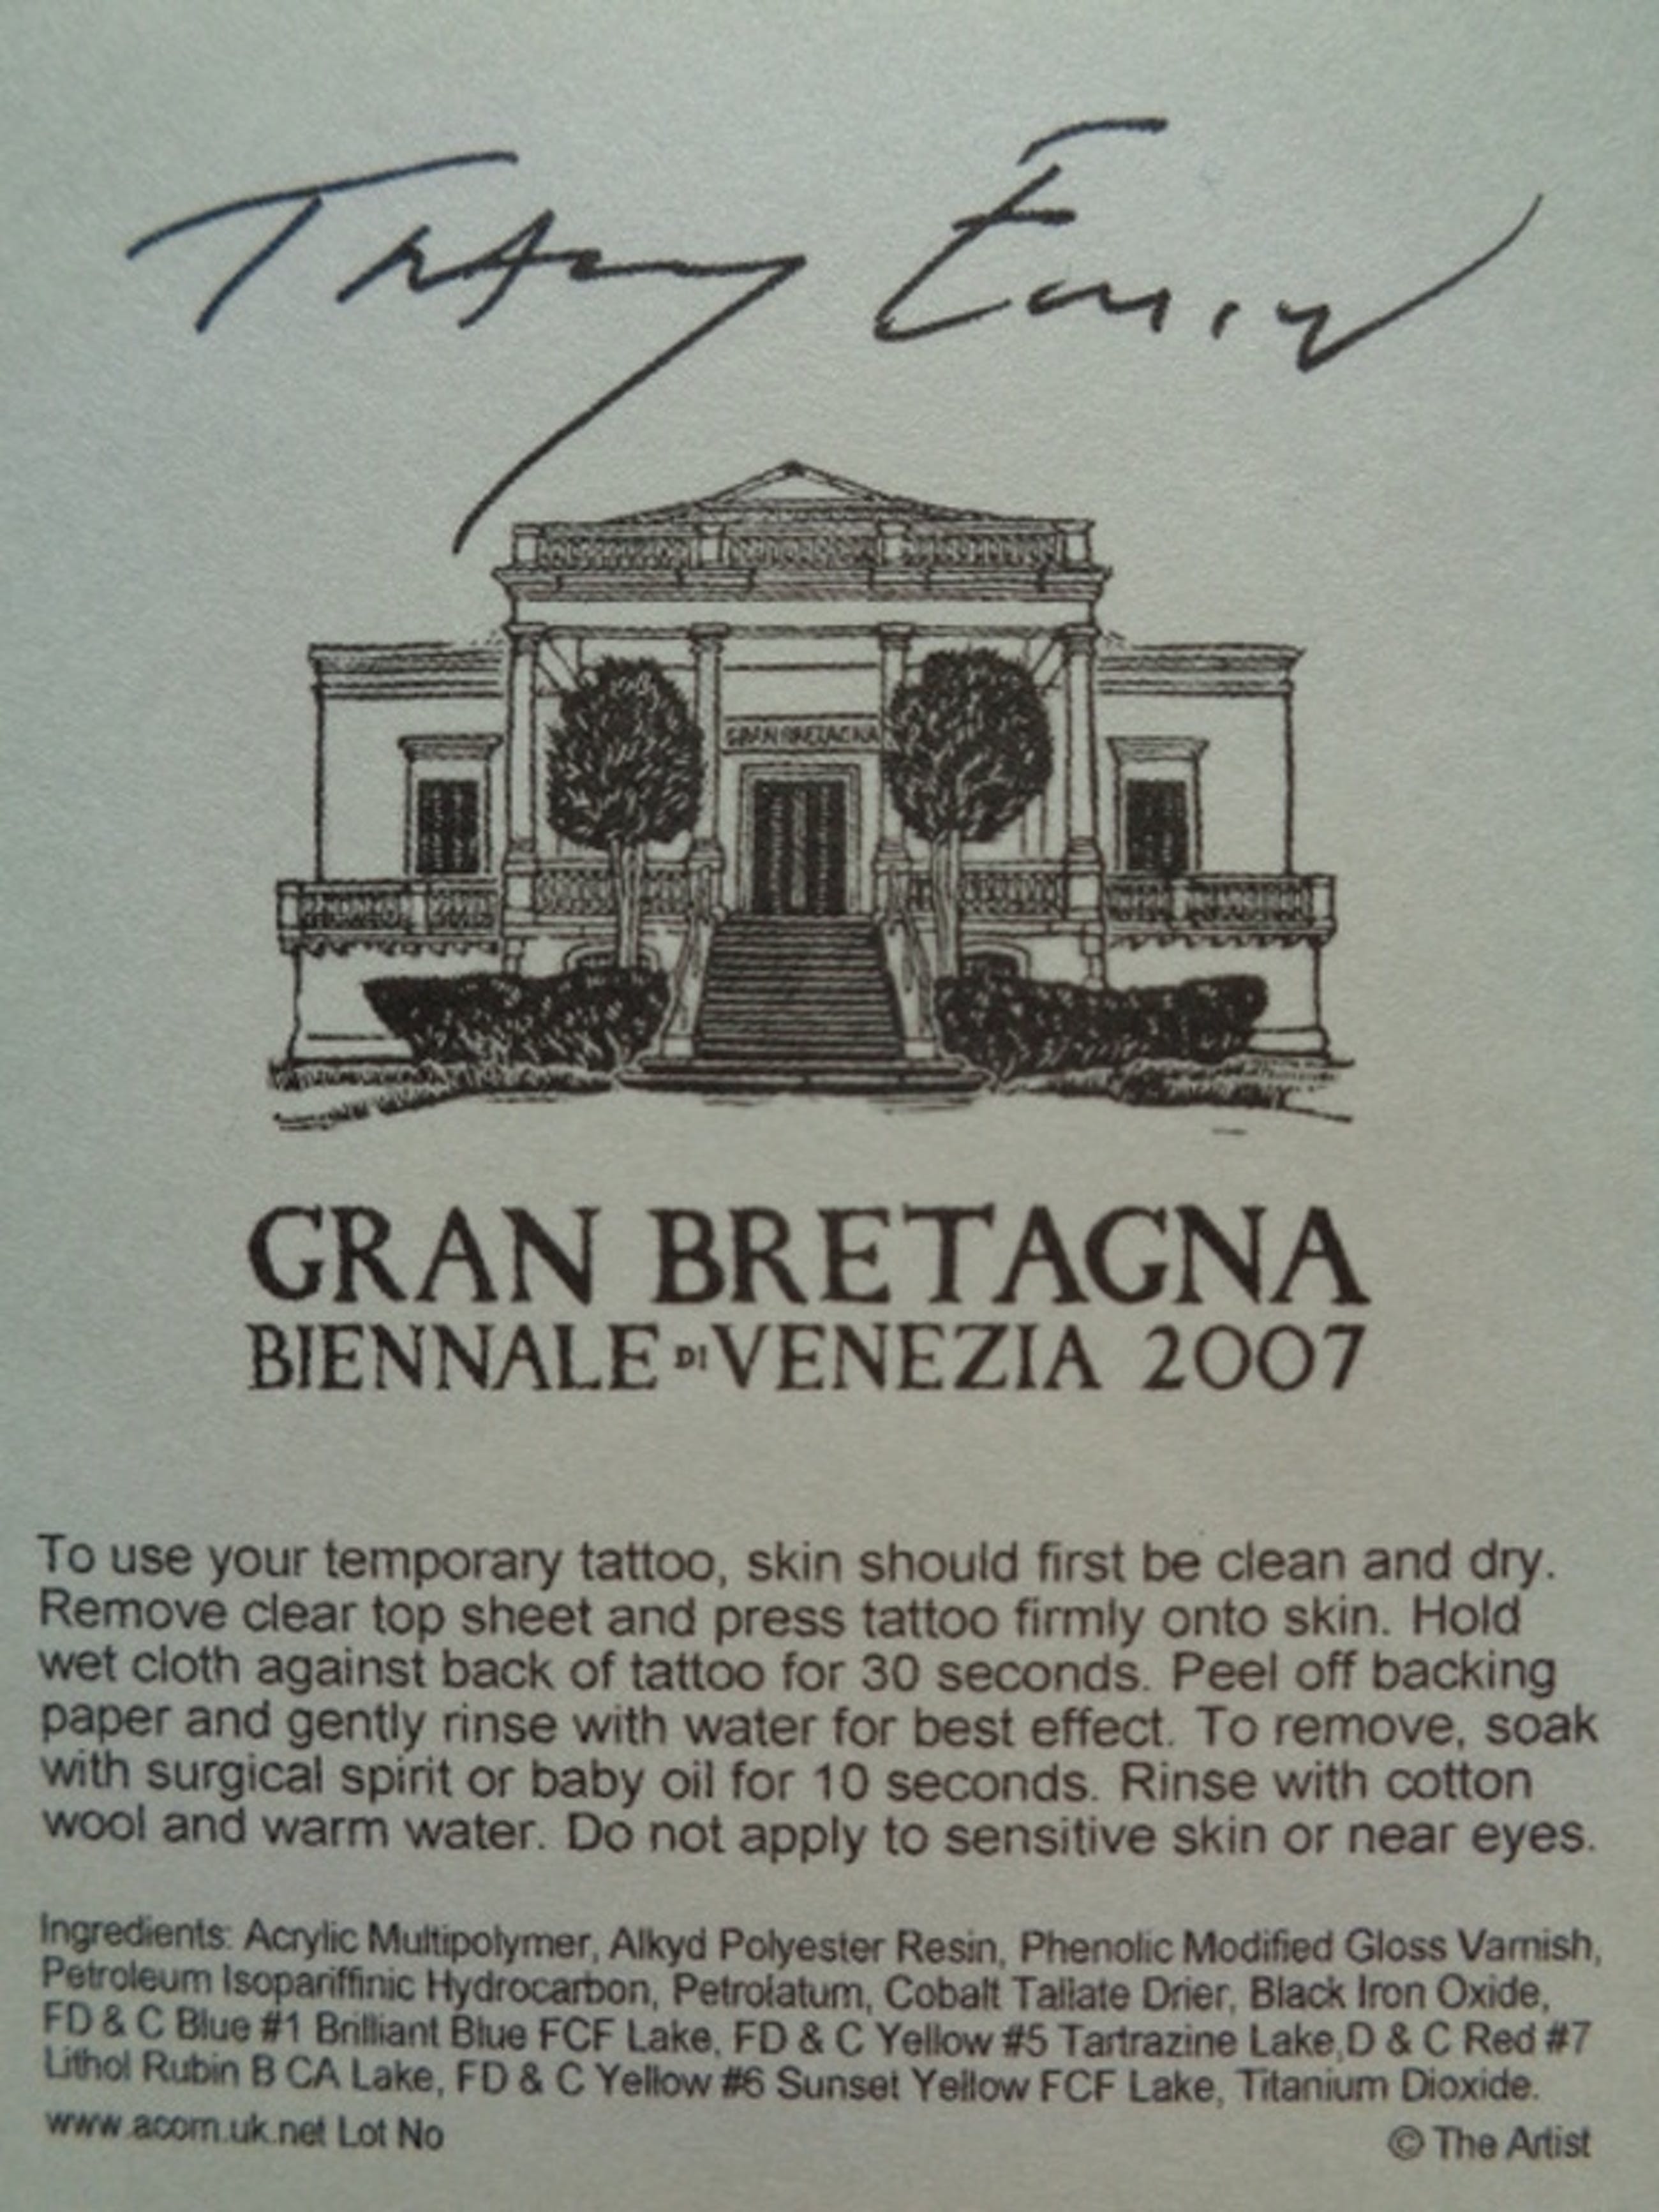 Tracey Emin
GRAN BRETAGNA
GRAN BRETAGNA
BIENNALE DI VENEZIA 2007
To use your temporary tattoo, skin should first be clean and dry.
Remove clear top sheet and press tattoo firmly onto skin. Hold
wet cloth against back of tattoo for 30 seconds. Peel off backing
paper and gently rinse with water for best effect. To remove, soak
with surgical spirit or baby oil for 10 seconds. Rinse with cotton
wool and warm water. Do not apply to sensitive skin or near eyes.
Ingredients: Acrylic Multipolymer, Alkyd Polyester Resin, Phenolic Modified Gloss Varnish,
Petroleum Isopariffinic Hydrocarbon, Petrolatum, Cobalt Tallate Drier, Black Iron Oxide,
FD & C Blue #1 Brilliant Blue FCF Lake, FD & C Yellow #5 Tartrazine Lake,D & C Red #7
Lithol Rubin B CA Lake, FD & C Yellow #6 Sunset Yellow FCF Lake, Titanium Dioxide.
www.acorn.uk.net Lot No
© The Artist